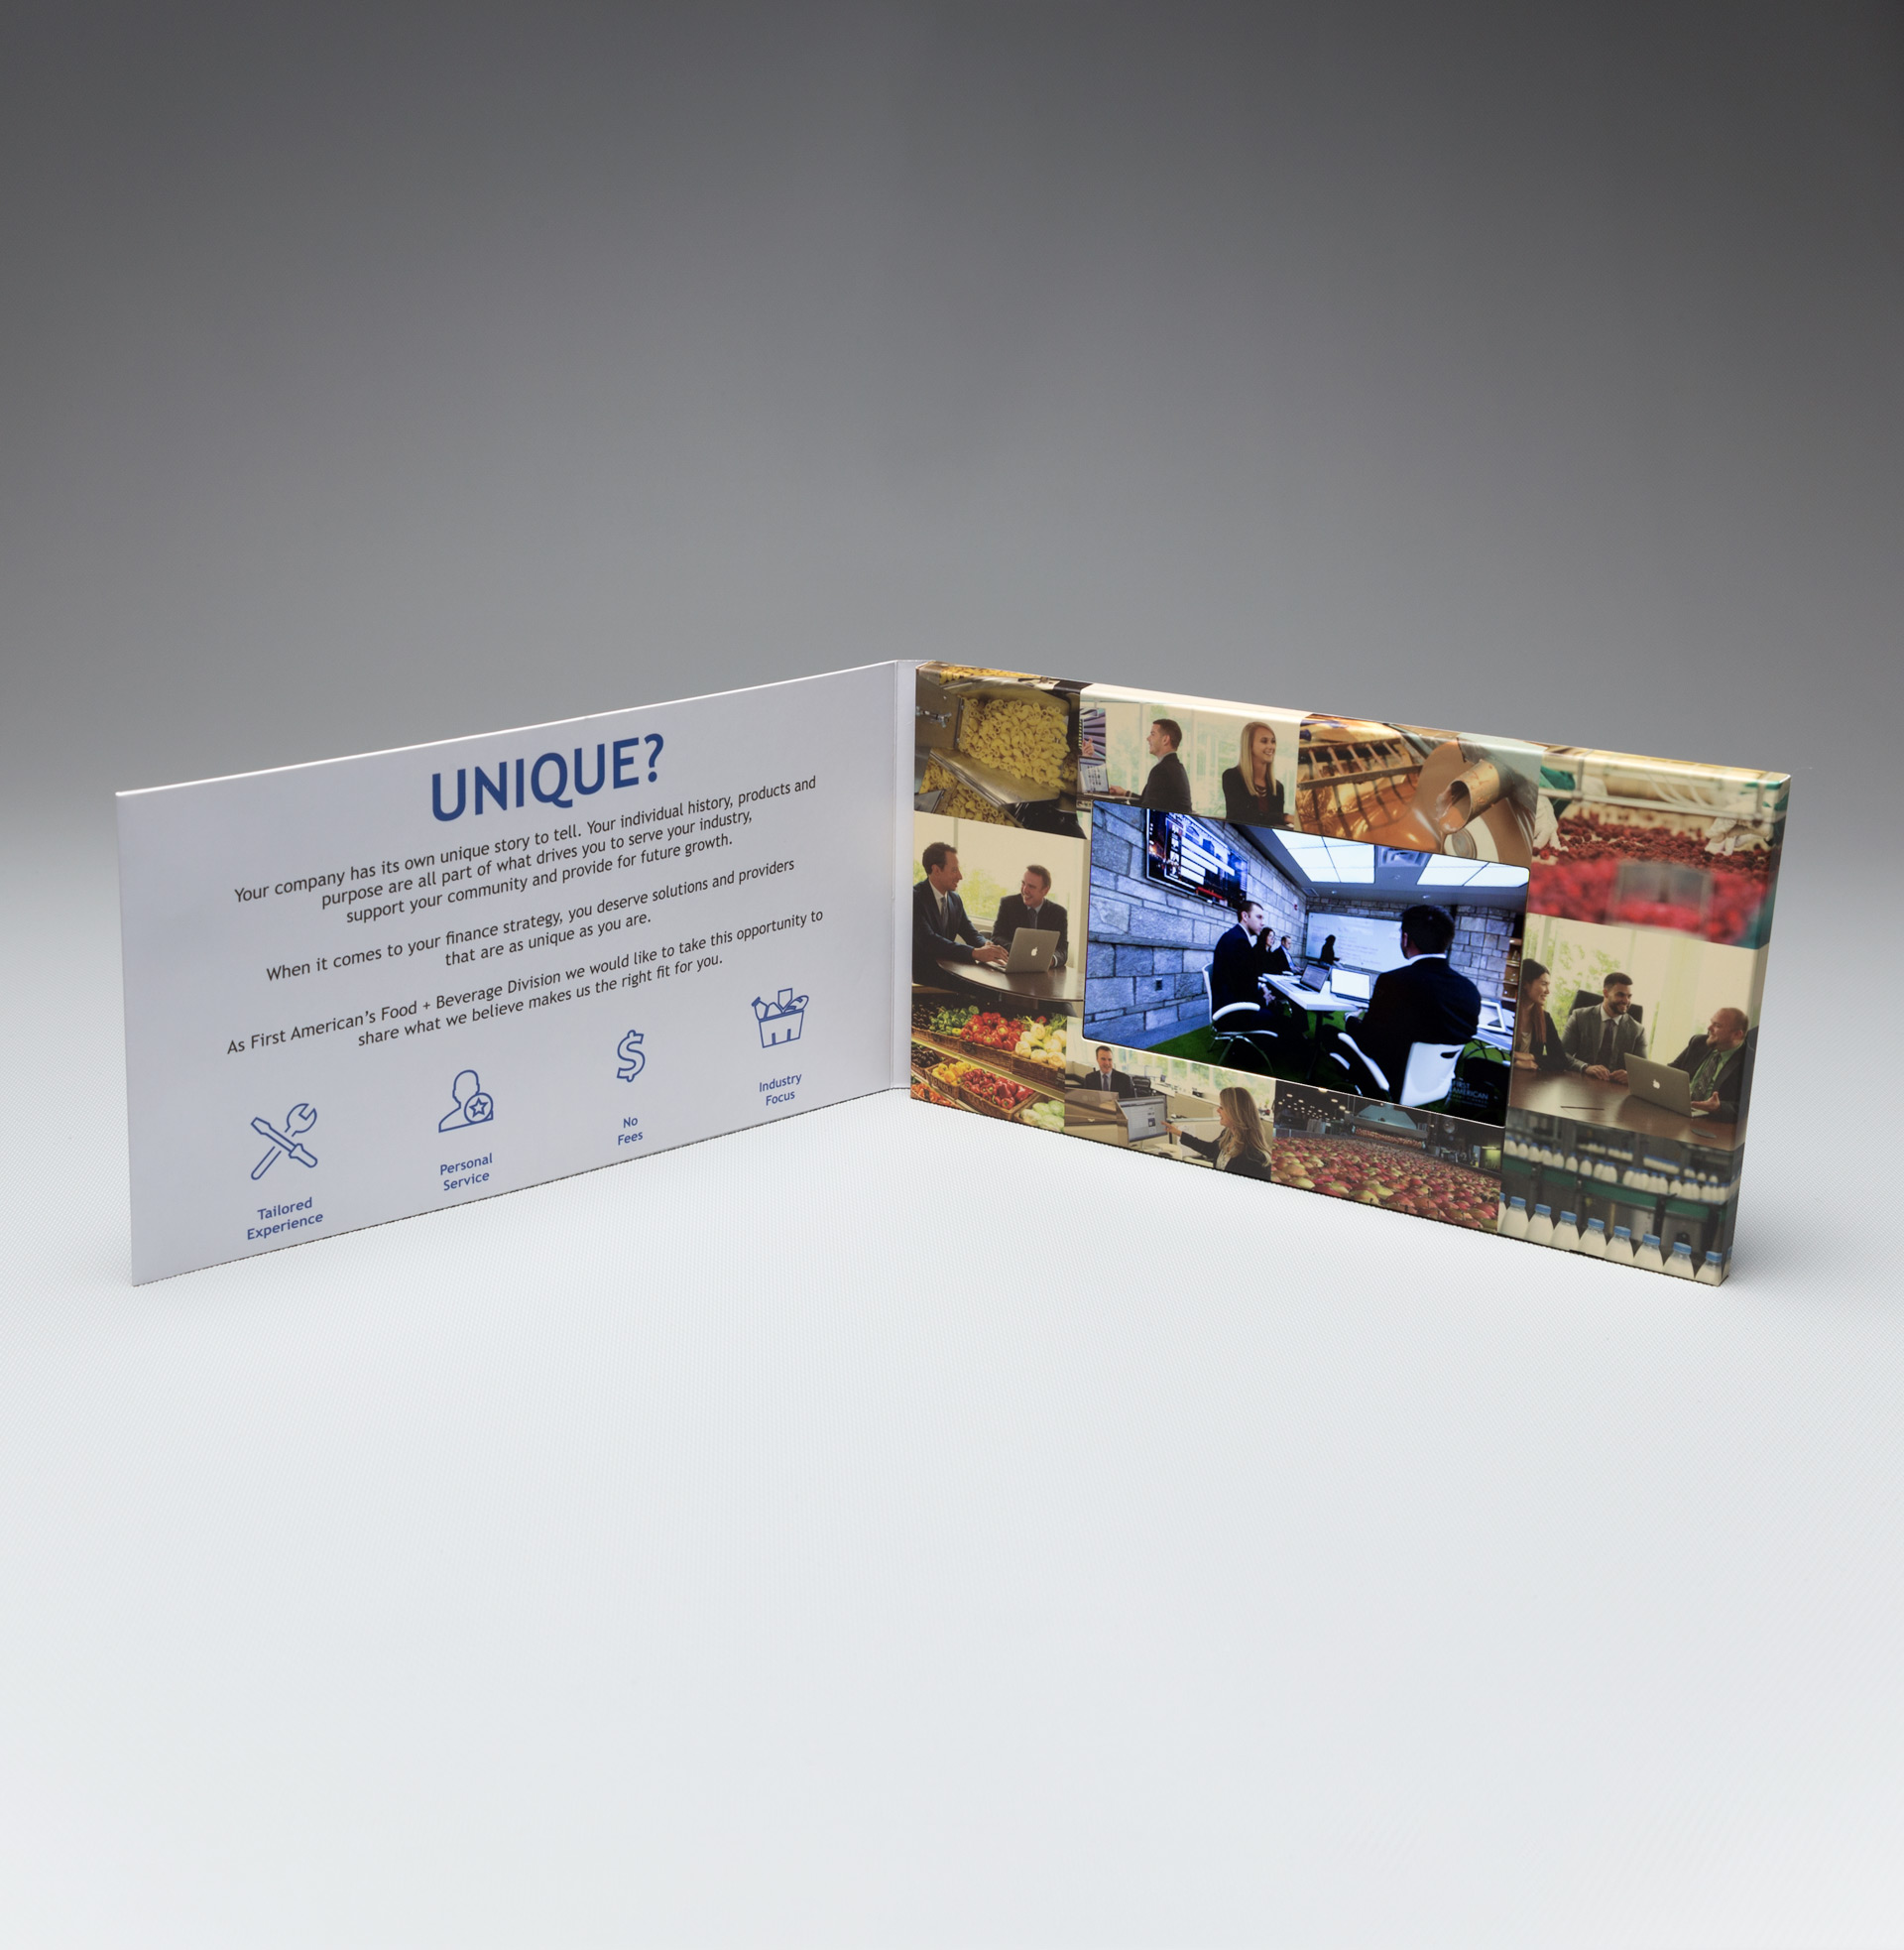 UNIQUE?
Your company has its own unique story to tell. Your individual history, products and
purpose are all part of what drives you to serve your industry,
support your community and provide for future growth.
When it comes to your finance strategy, you deserve solutions and providers
that are as unique as you are.
As First American's Food + Beverage Division we would like to take this opportunity to
share what we believe makes us the right fit for you.
Tailored
Experience
Personal
Service
No
Fees
Industry
Focus
FIRST
AMERICAN